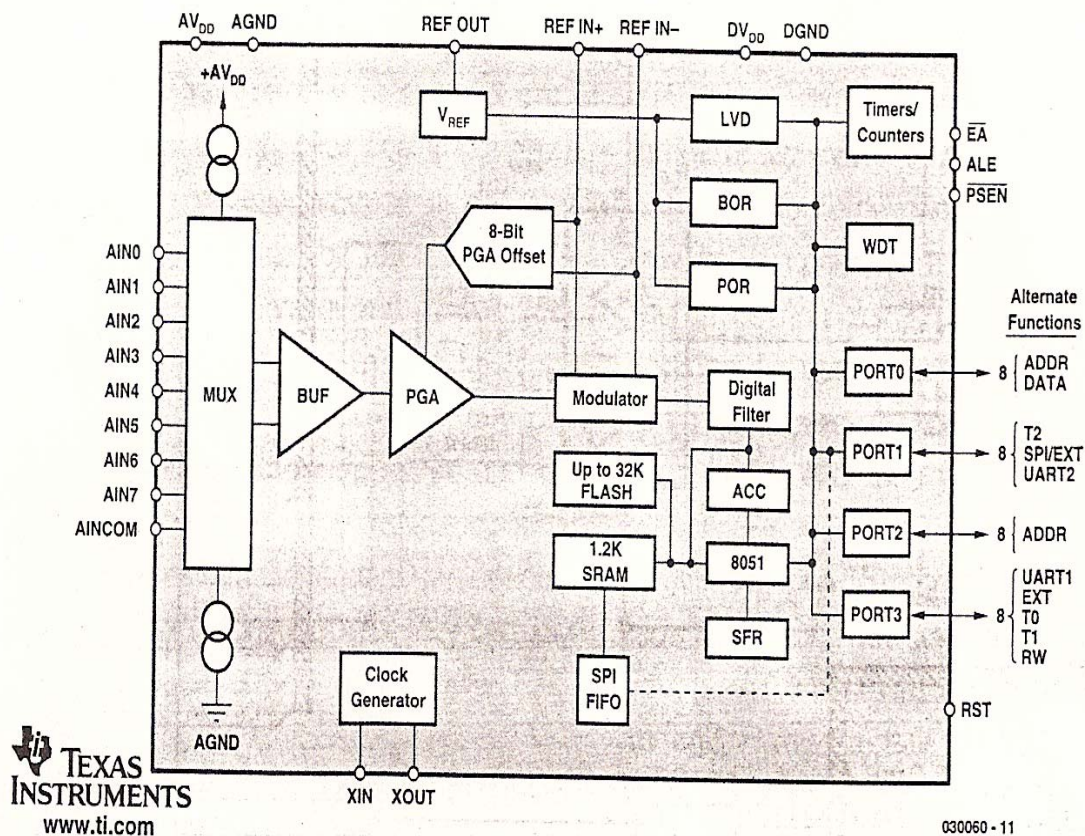 AVDD AGND REF OUT REF IN+ REF IN– DVDD DGND
+AVDD
VREF
LVD
Timers/
Counters
EA
ALE
PSEN
BOR
8-Bit
PGA Offset
WDT
POR
AIN0
AIN1
AIN2
AIN3
AIN4
AIN5
AIN6
AIN7
AINCOM
MUX
BUF
PGA
Modulator
Digital
Filter
Alternate
Functions
PORT0
8
ADDR
DATA
PORT1
8
T2
SPI/EXT
UART2
Up to 32K
FLASH
ACC
PORT2
8
ADDR
1.2K
SRAM
8051
PORT3
8
UART1
EXT
T0
T1
RW
SFR
SPI
FIFO
Clock
Generator
RST
AGND
XIN XOUT
TEXAS
INSTRUMENTS
www.ti.com
030060 - 11